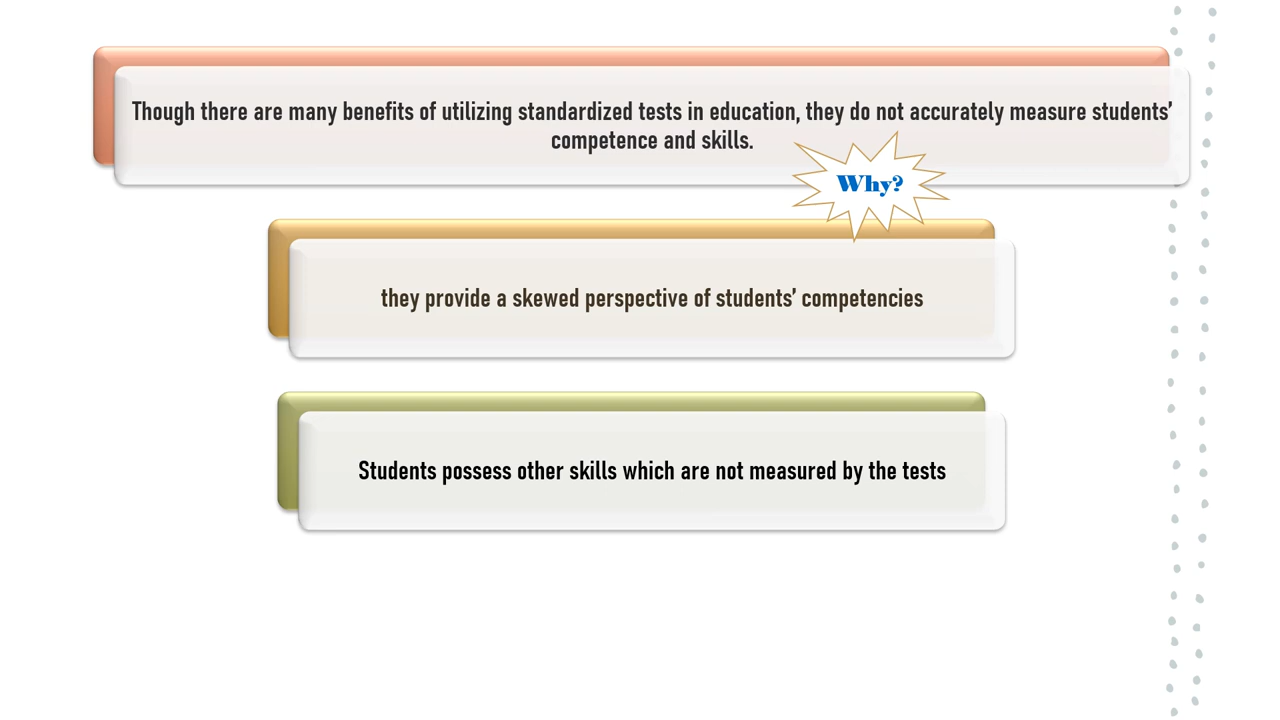 Though there are many benefits of utilizing standardized tests in education, they do not accurately measure students’
competence and skills.
Why?
they provide a skewed perspective of students’ competencies
Students possess other skills which are not measured by the tests